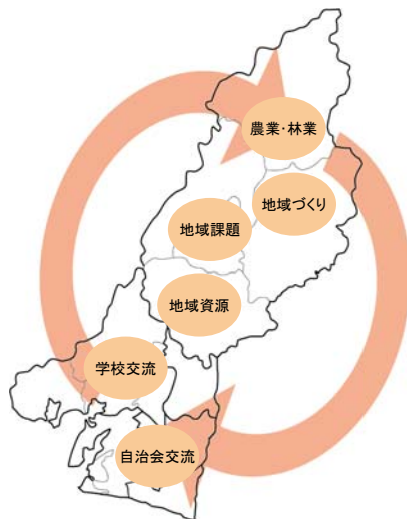 農業・林業
地域づくり
地域課題
地域資源
学校交流
自治会交流